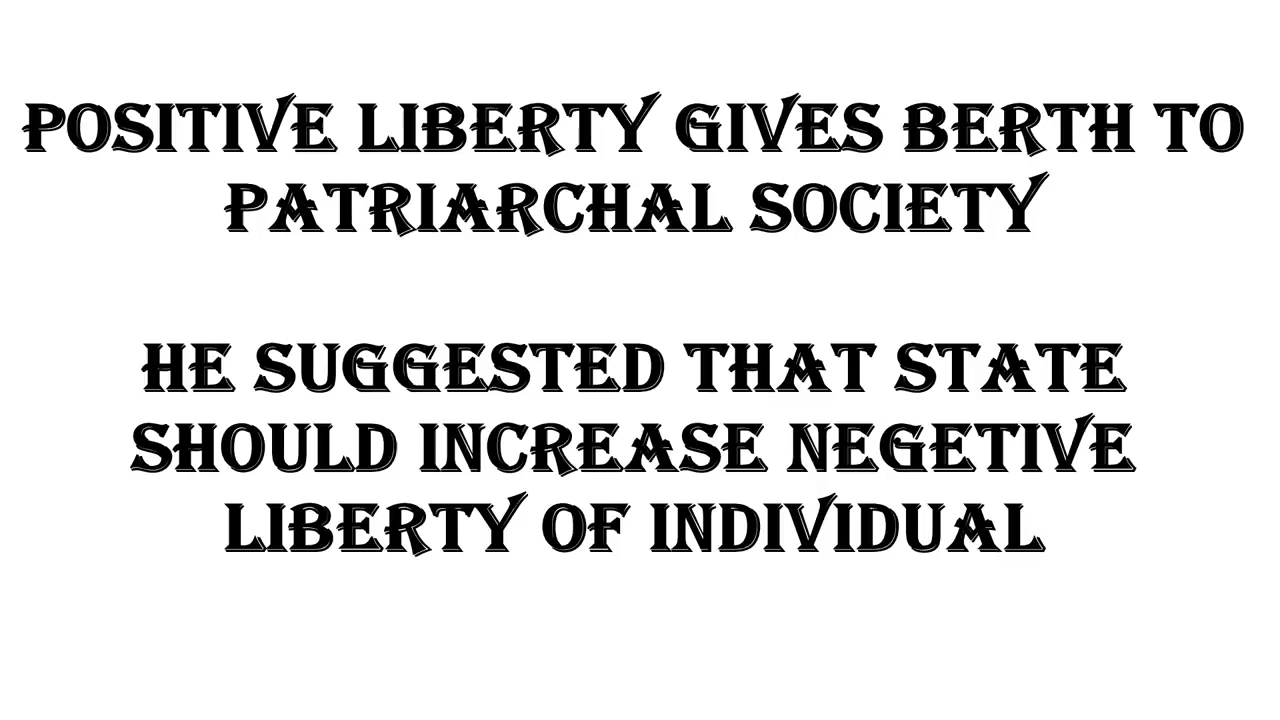 POSITIVE LIBERTY GIVES BERTH TO
PATRIARCHAL SOCIETY
HE SUGGESTED THAT STATE
SHOULD INCREASE NEGETIVE
LIBERTY OF INDIVIDUAL